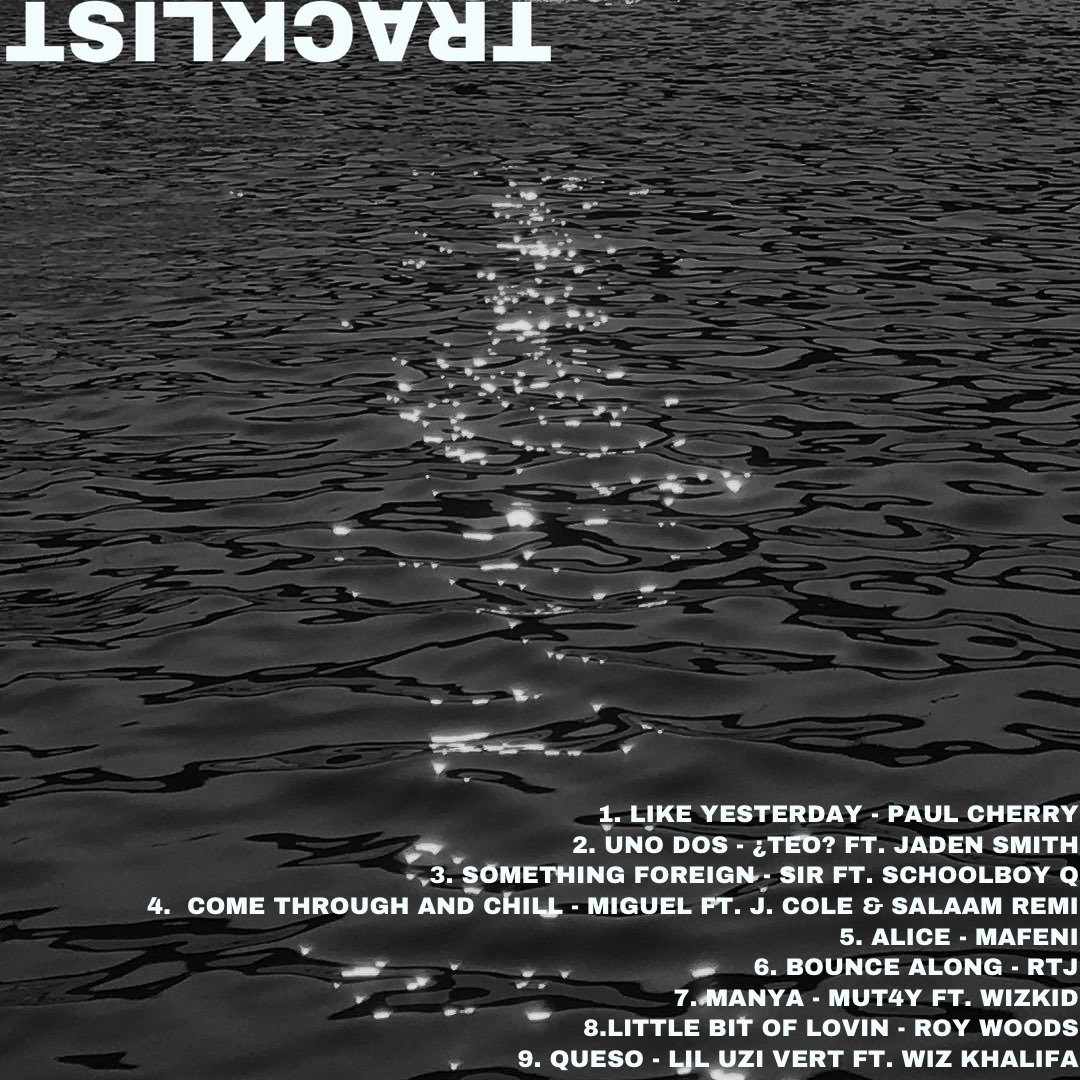 TRACKLIST
1. LIKE YESTERDAY - PAUL CHERRY
2. UNO DOS - ¿TEO? FT. JADEN SMITH
3. SOMETHING FOREIGN - SIR FT. SCHOOLBOY Q
4.  COME THROUGH AND CHILL - MIGUEL FT. J. COLE & SALAAM REMI
5. ALICE - MAFENI
6. BOUNCE ALONG - RTJ
7. MANYA - MUT4Y FT. WIZKID
8.LITTLE BIT OF LOVIN - ROY WOODS
9. QUESO - LIL UZI VERT FT. WIZ KHALIFA